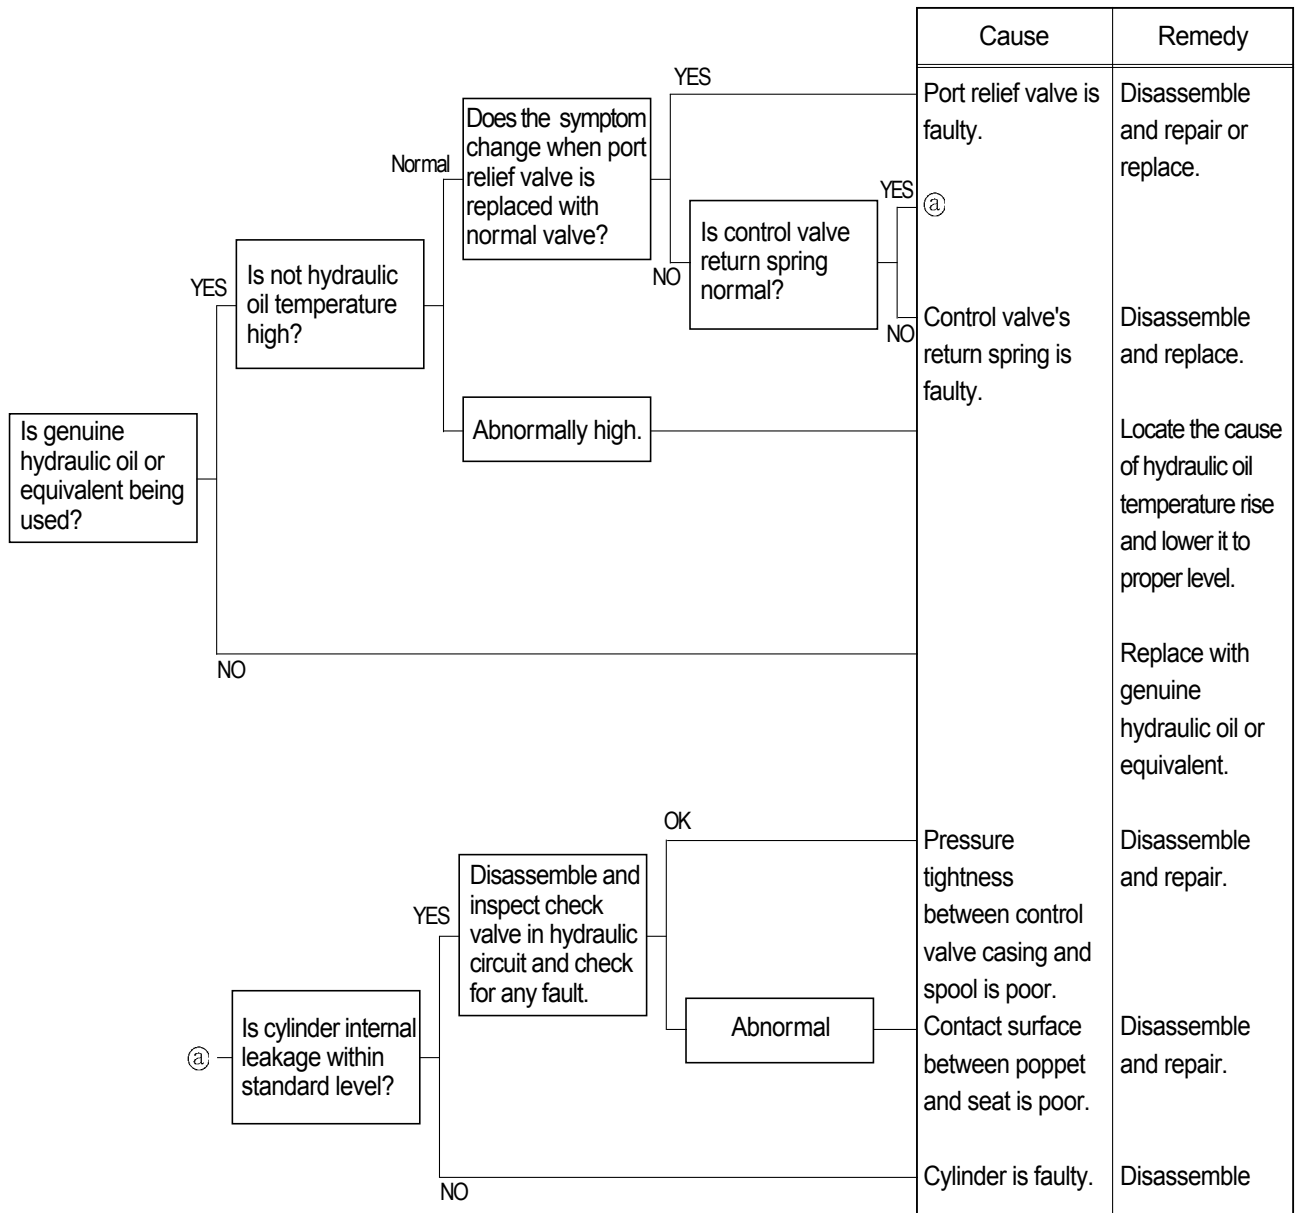 Cause
Remedy
YES
Port relief valve is
faulty.
Disassemble
and repair or
replace.
Does the symptom
change when port
relief valve is
replaced with
normal valve?
Normal
YES
ⓐ
Is control valve
return spring
normal?
NO
NO
Control valve's
return spring is
faulty.
Disassemble
and replace.
YES
Is not hydraulic
oil temperature
high?
Abnormally high.
Locate the cause
of hydraulic oil
temperature rise
and lower it to
proper level.
Is genuine
hydraulic oil or
equivalent being
used?
NO
Replace with
genuine
hydraulic oil or
equivalent.
OK
Pressure
tightness
between control
valve casing and
spool is poor.
Disassemble
and repair.
YES
Disassemble and
inspect check
valve in hydraulic
circuit and check
for any fault.
Abnormal
Contact surface
between poppet
and seat is poor.
Disassemble
and repair.
ⓐ
Is cylinder internal
leakage within
standard level?
NO
Cylinder is faulty.
Disassemble